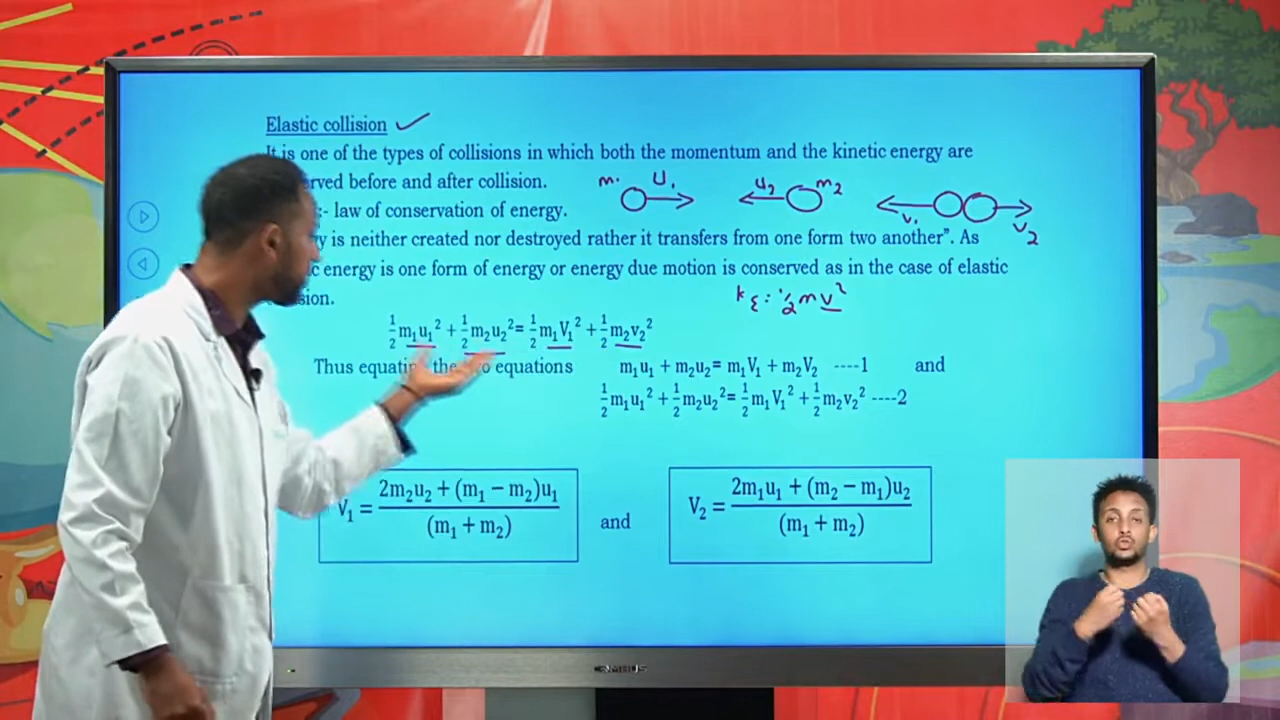 Elastic collision ✓
It is one of the types of collisions in which both the momentum and the kinetic energy are
rved before and after collision.
m. U₁ u₂ m₂ v₁ v₂
:- law of conservation of energy.
y is neither created nor destroyed rather it transfers from one form two another”. As
c energy is one form of energy or energy due motion is conserved as in the case of elastic
sion.
kε: ½mv²
½m₁u₁² + ½m₂u₂² = ½m₁V₁² + ½m₂v₂²
Thus equatin the equations m₁u₁ + m₂u₂= m₁V₁ + m₂V₂ ----1 and
½m₁u₁² + ½m₂u₂² = ½m₁V₁² + ½m₂v₂² ----2
V₁ = 2m₂u₂ + (m₁ − m₂)u₁ / (m₁ + m₂) and V₂ = 2m₁u₁ + (m₂ − m₁)u₂ / (m₁ + m₂)